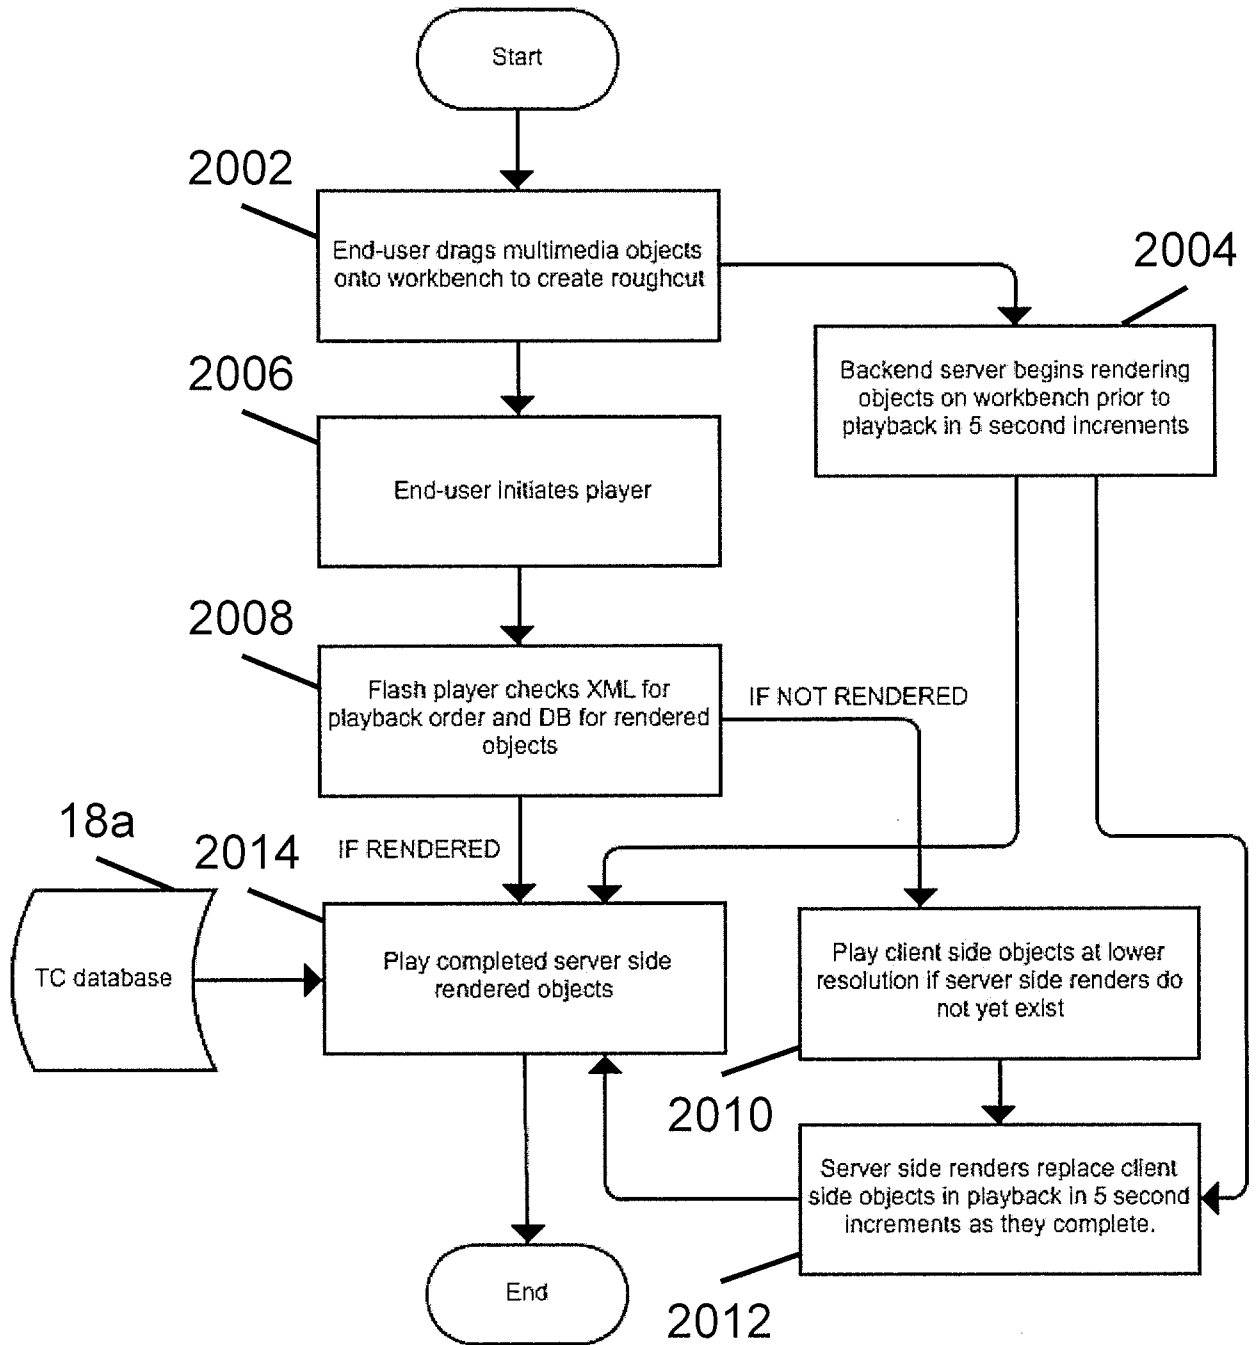 Start
2002
End-user drags multimedia objects
onto workbench to create roughcut
2004
Backend server begins rendering
objects on workbench prior to
playback in 5 second increments
2006
End-user initiates player
2008
Flash player checks XML for
playback order and DB for rendered
objects
IF NOT RENDERED
18a
2014
IF RENDERED
TC database
Play completed server side
rendered objects
Play client side objects at lower
resolution if server side renders do
not yet exist
2010
Server side renders replace client
side objects in playback in 5 second
increments as they complete.
End
2012